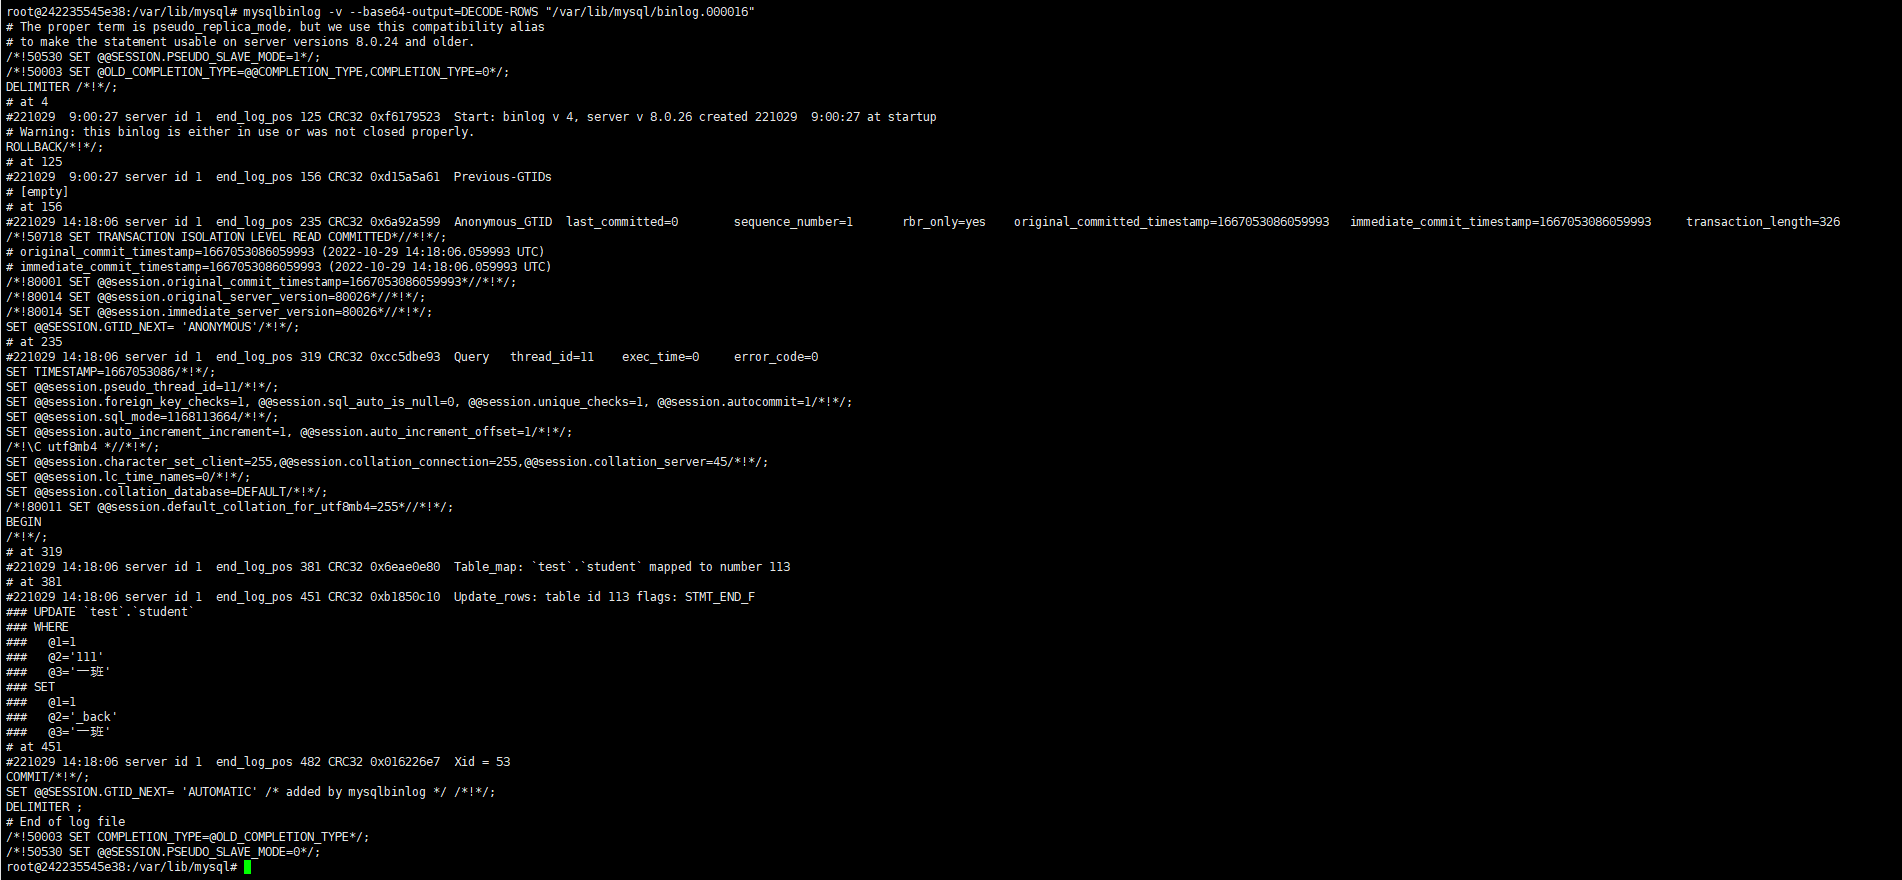 root@242235545e38:/var/lib/mysql# mysqlbinlog -v --base64-output=DECODE-ROWS "/var/lib/mysql/binlog.000016"
# The proper term is pseudo_replica_mode, but we use this compatibility alias
# to make the statement usable on server versions 8.0.24 and older.
/*!50530 SET @@SESSION.PSEUDO_SLAVE_MODE=1*/;
/*!50003 SET @OLD_COMPLETION_TYPE=@@COMPLETION_TYPE,COMPLETION_TYPE=0*/;
DELIMITER /*!*/;
# at 4
#221029  9:00:27 server id 1  end_log_pos 125 CRC32 0xf6179523  Start: binlog v 4, server v 8.0.26 created 221029  9:00:27 at startup
# Warning: this binlog is either in use or was not closed properly.
ROLLBACK/*!*/;
# at 125
#221029  9:00:27 server id 1  end_log_pos 156 CRC32 0xd15a5a61  Previous-GTIDs
# [empty]
# at 156
#221029 14:18:06 server id 1  end_log_pos 235 CRC32 0x6a92a599  Anonymous_GTID  last_committed=0        sequence_number=1       rbr_only=yes    original_committed_timestamp=1667053086059993   immediate_commit_timestamp=1667053086059993     transaction_length=326
/*!50718 SET TRANSACTION ISOLATION LEVEL READ COMMITTED*//*!*/;
# original_commit_timestamp=1667053086059993 (2022-10-29 14:18:06.059993 UTC)
# immediate_commit_timestamp=1667053086059993 (2022-10-29 14:18:06.059993 UTC)
/*!80001 SET @@session.original_commit_timestamp=1667053086059993*//*!*/;
/*!80014 SET @@session.original_server_version=80026*//*!*/;
/*!80014 SET @@session.immediate_server_version=80026*//*!*/;
SET @@SESSION.GTID_NEXT= 'ANONYMOUS'/*!*/;
# at 235
#221029 14:18:06 server id 1  end_log_pos 319 CRC32 0xcc5dbe93  Query   thread_id=11    exec_time=0     error_code=0
SET TIMESTAMP=1667053086/*!*/;
SET @@session.pseudo_thread_id=11/*!*/;
SET @@session.foreign_key_checks=1, @@session.sql_auto_is_null=0, @@session.unique_checks=1, @@session.autocommit=1/*!*/;
SET @@session.sql_mode=1168113664/*!*/;
SET @@session.auto_increment_increment=1, @@session.auto_increment_offset=1/*!*/;
/*!\C utf8mb4 *//*!*/;
SET @@session.character_set_client=255,@@session.collation_connection=255,@@session.collation_server=45/*!*/;
SET @@session.lc_time_names=0/*!*/;
SET @@session.collation_database=DEFAULT/*!*/;
/*!80011 SET @@session.default_collation_for_utf8mb4=255*//*!*/;
BEGIN
/*!*/;
# at 319
#221029 14:18:06 server id 1  end_log_pos 381 CRC32 0x6eae0e80  Table_map: `test`.`student` mapped to number 113
# at 381
#221029 14:18:06 server id 1  end_log_pos 451 CRC32 0xb1850c10  Update_rows: table id 113 flags: STMT_END_F
### UPDATE `test`.`student`
### WHERE
###   @1=1
###   @2='111'
###   @3='一班'
### SET
###   @1=1
###   @2='_back'
###   @3='一班'
# at 451
#221029 14:18:06 server id 1  end_log_pos 482 CRC32 0x016226e7  Xid = 53
COMMIT/*!*/;
SET @@SESSION.GTID_NEXT= 'AUTOMATIC' /* added by mysqlbinlog */ /*!*/;
DELIMITER ;
# End of log file
/*!50003 SET COMPLETION_TYPE=@OLD_COMPLETION_TYPE*/;
/*!50530 SET @@SESSION.PSEUDO_SLAVE_MODE=0*/;
root@242235545e38:/var/lib/mysql#